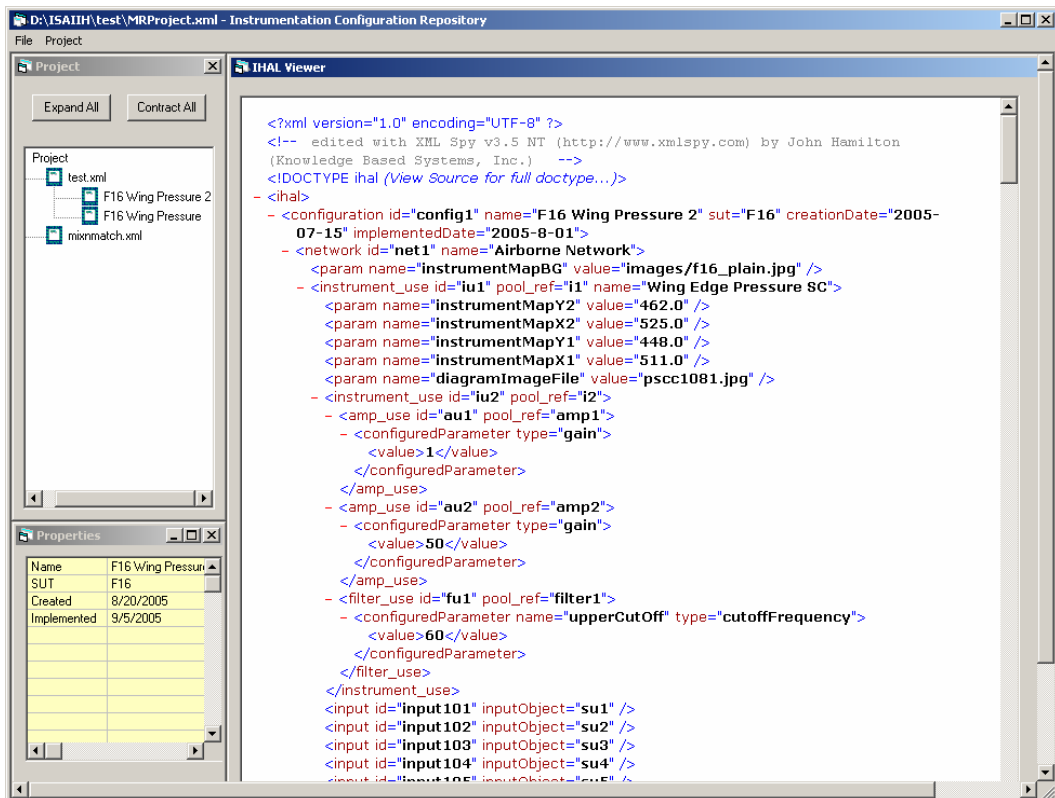 D:\ISAIIH\test\MRProject.xml - Instrumentation Configuration Repository
File Project
Project
Expand All Contract All
Project
test.xml
F16 Wing Pressure 2
F16 Wing Pressure
mixnmatch.xml
Properties
Name F16 Wing Pressure
SUT F16
Created 8/20/2005
Implemented 9/5/2005
IHAL Viewer
<?xml version="1.0" encoding="UTF-8" ?>
<!-- edited with XML Spy v3.5 NT (http://www.xmlspy.com) by John Hamilton
(Knowledge Based Systems, Inc.) -->
<!DOCTYPE ihal (View Source for full doctype...)>
- <ihal>
- <configuration id="config1" name="F16 Wing Pressure 2" sut="F16" creationDate="2005-
07-15" implementedDate="2005-8-01">
- <network id="net1" name="Airborne Network">
<param name="instrumentMapBG" value="images/f16_plain.jpg" />
- <instrument_use id="iu1" pool_ref="i1" name="Wing Edge Pressure SC">
<param name="instrumentMapY2" value="462.0" />
<param name="instrumentMapX2" value="525.0" />
<param name="instrumentMapY1" value="448.0" />
<param name="instrumentMapX1" value="511.0" />
<param name="diagramImageFile" value="pscc1081.jpg" />
- <instrument_use id="iu2" pool_ref="i2">
- <amp_use id="au1" pool_ref="amp1">
- <configuredParameter type="gain">
<value>1</value>
</configuredParameter>
</amp_use>
- <amp_use id="au2" pool_ref="amp2">
- <configuredParameter type="gain">
<value>50</value>
</configuredParameter>
</amp_use>
- <filter_use id="fu1" pool_ref="filter1">
- <configuredParameter name="upperCutOff" type="cutoffFrequency">
<value>60</value>
</configuredParameter>
</filter_use>
</instrument_use>
<input id="input101" inputObject="su1" />
<input id="input102" inputObject="su2" />
<input id="input103" inputObject="su3" />
<input id="input104" inputObject="su4" />
<input id="input105" inputObject="su5" />